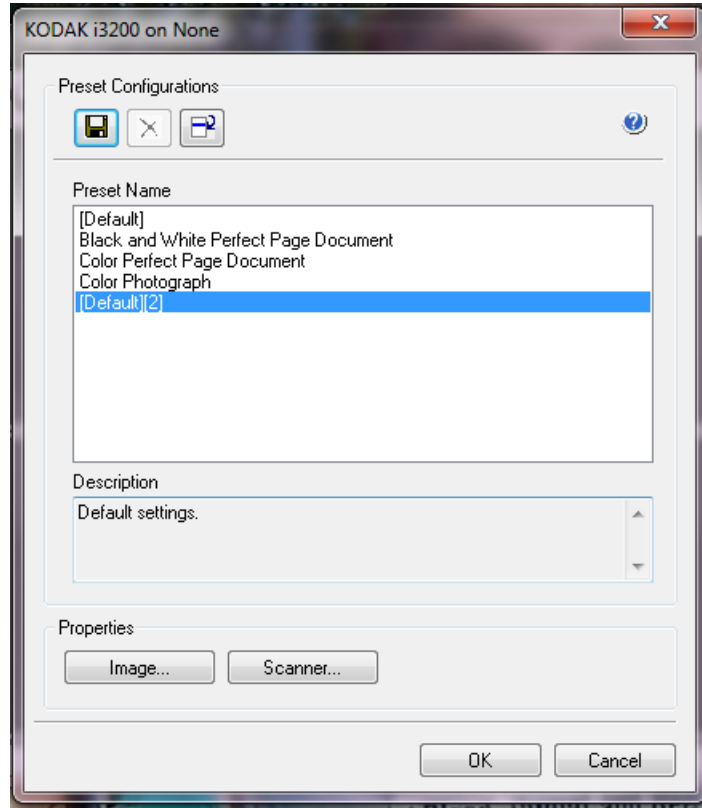 KODAK i3200 on None
Preset Configurations
Preset Name
[Default]
Black and White Perfect Page Document
Color Perfect Page Document
Color Photograph
[Default][2]
Description
Default settings.
Properties
Image...
Scanner...
OK
Cancel